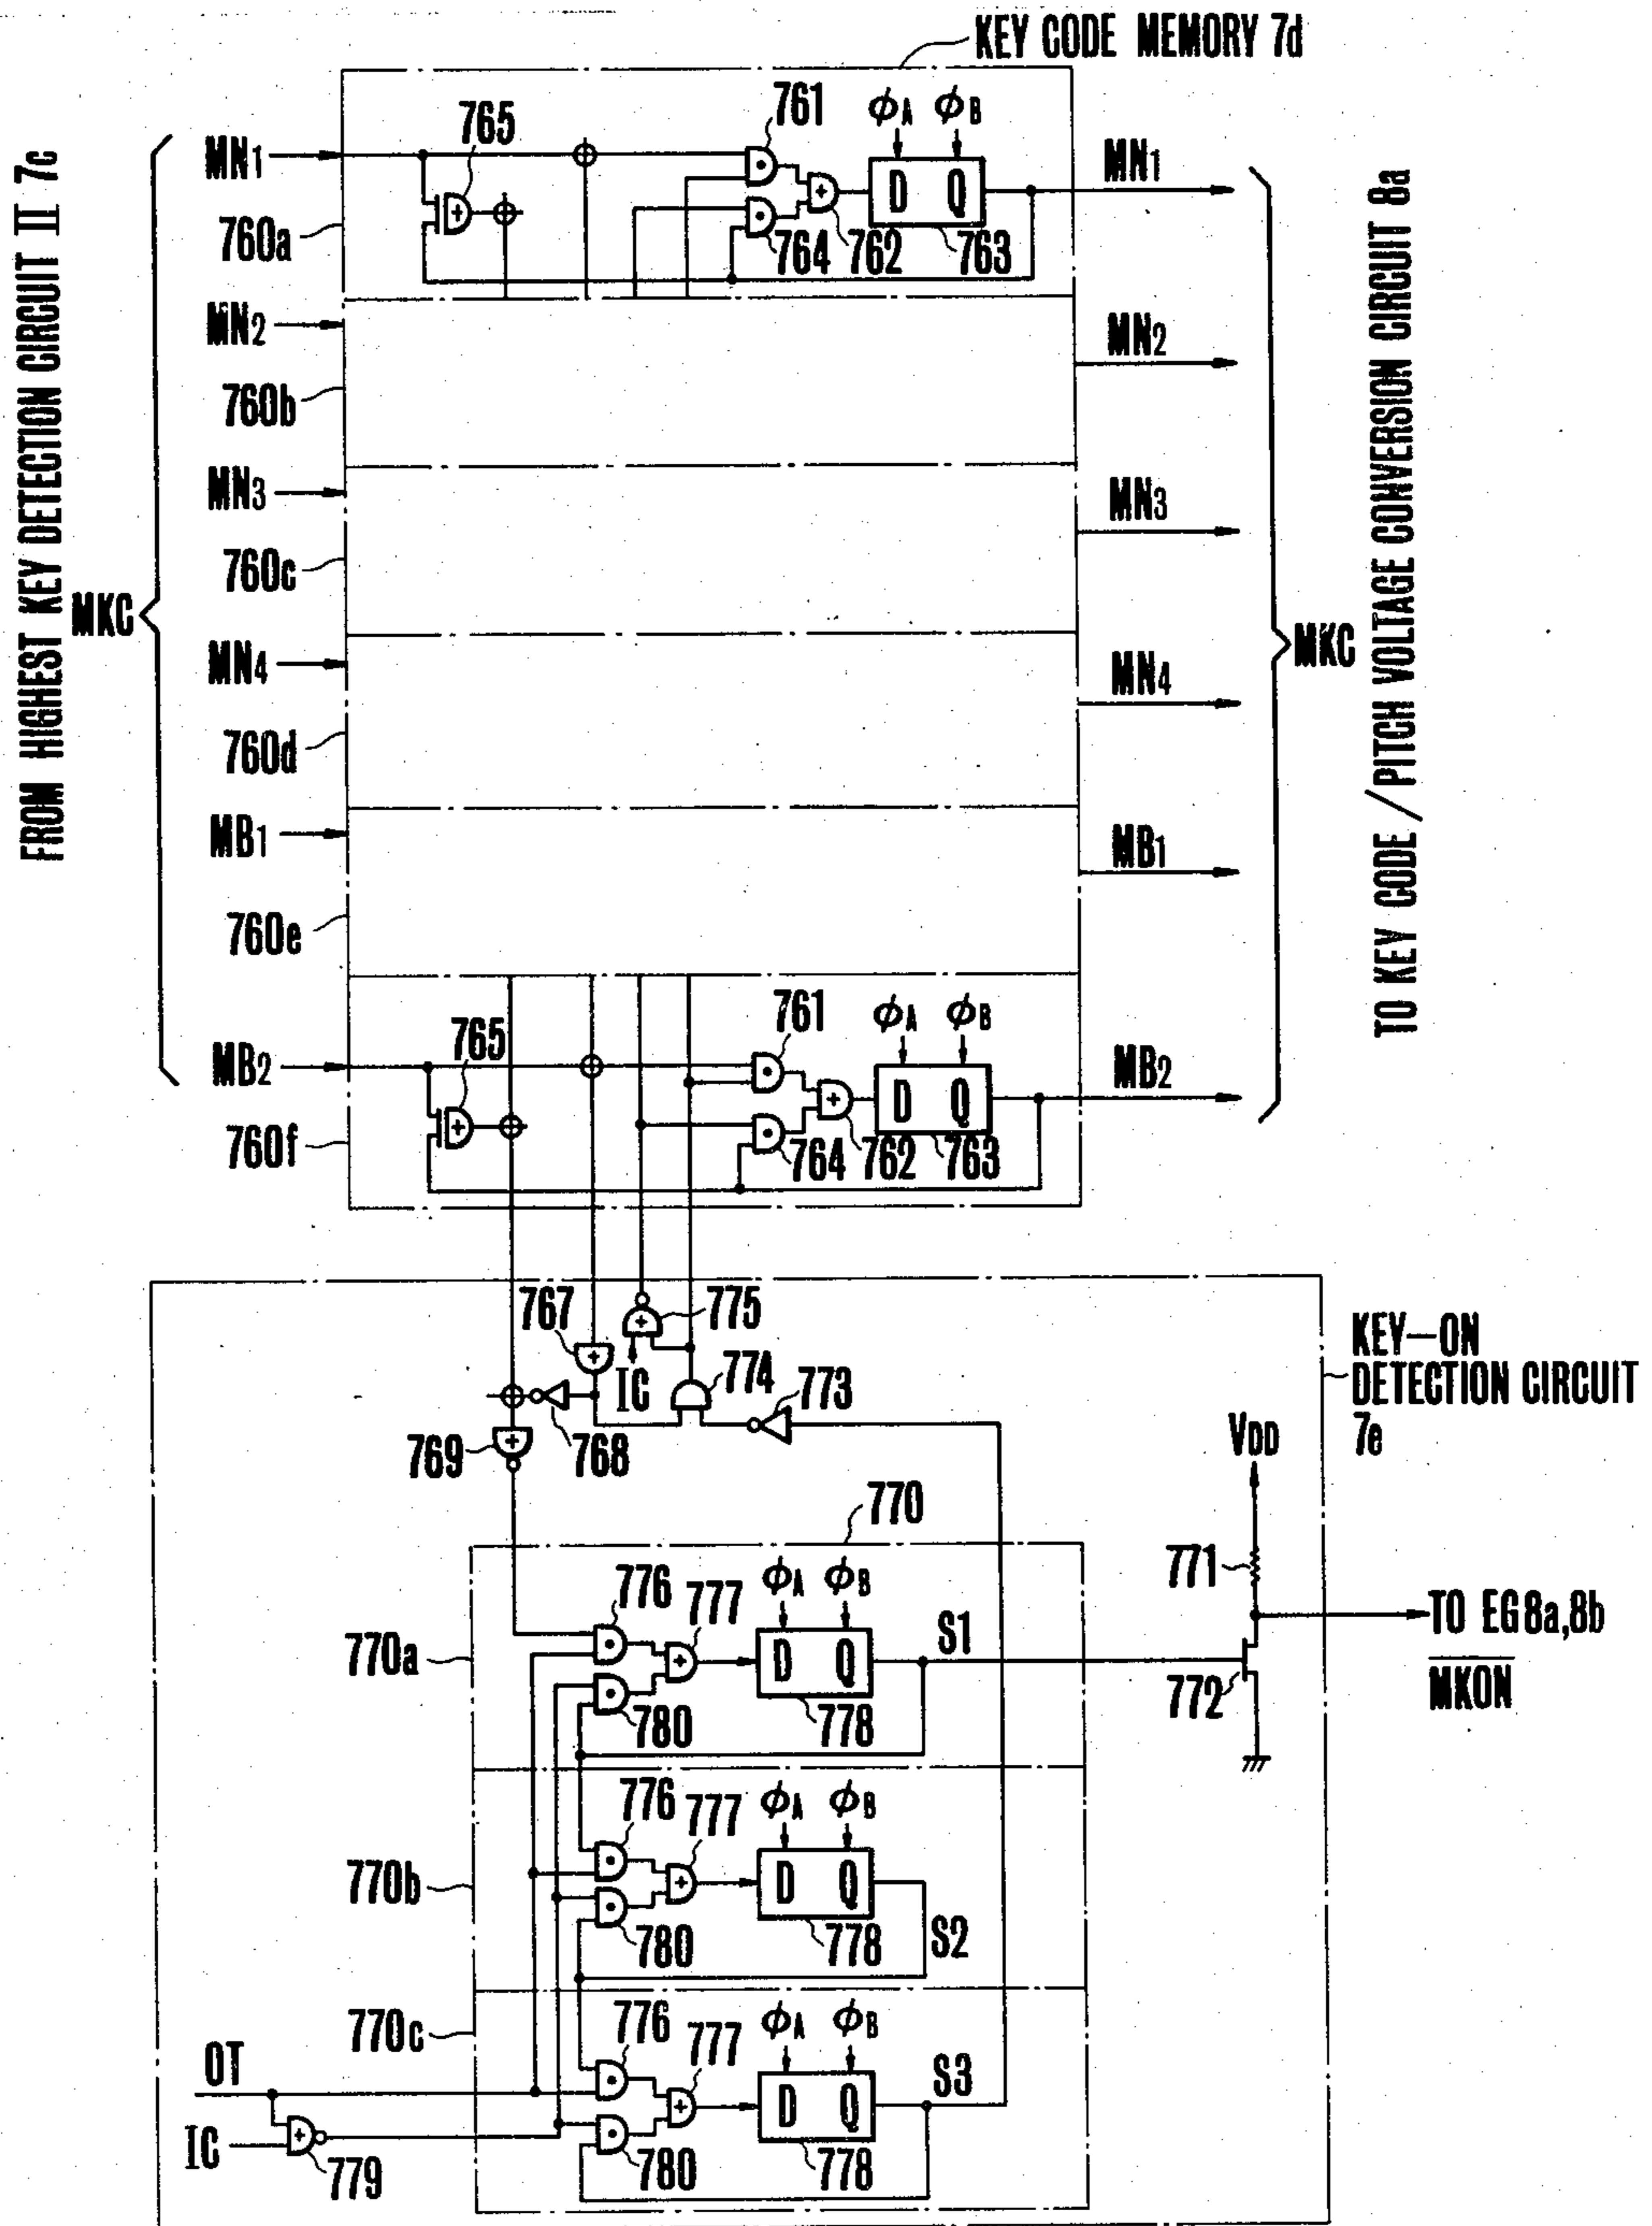 KEY CODE MEMORY 7d
FROM HIGHEST KEY DETECTION CIRCUIT II 7c
MKC
MN1
760a
765
761
764
762
ϕA ϕB
D Q
763
MN1
MN2
760b
MN2
MN3
760c
MN3
MN4
760d
MN4
MB1
760e
MB1
MB2
760f
765
761
764
762
ϕA ϕB
D Q
763
MB2
MKC
TO KEY CODE / PITCH VOLTAGE CONVERSION CIRCUIT 8a
767
775
IC
774
773
769
768
KEY-ON
DETECTION CIRCUIT
7e
VDD
771
772
TO EG 8a, 8b
MKON
770
770a
776
777
780
ϕA ϕB
D Q
778
S1
770b
776
777
780
ϕA ϕB
D Q
778
S2
770c
776
777
780
ϕA ϕB
D Q
778
S3
OT
IC
779